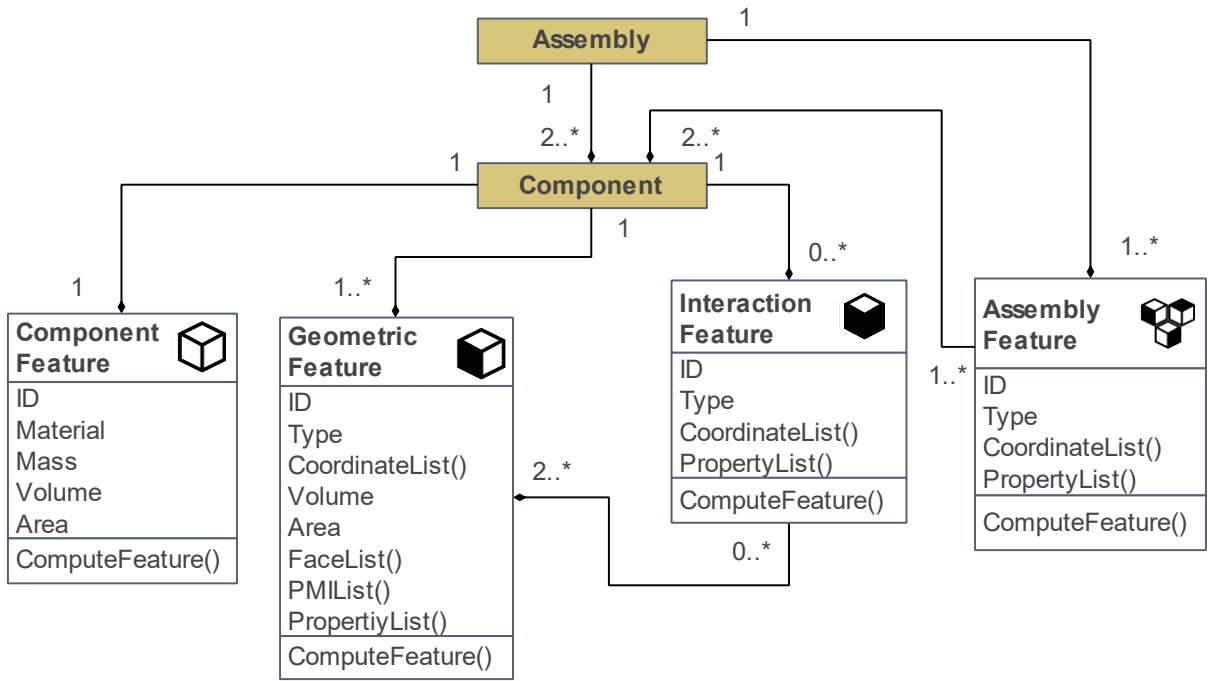 Assembly
1
1
2..*
2..*
Component
1
1
1
1
1..*
0..*
1..*
1..*
Component
Feature
ID
Material
Mass
Volume
Area
ComputeFeature()
Geometric
Feature
ID
Type
CoordinateList()
Volume
Area
FaceList()
PMIList()
PropertiyList()
ComputeFeature()
2..*
0..*
Interaction
Feature
ID
Type
CoordinateList()
PropertyList()
ComputeFeature()
Assembly
Feature
ID
Type
CoordinateList()
PropertyList()
ComputeFeature()